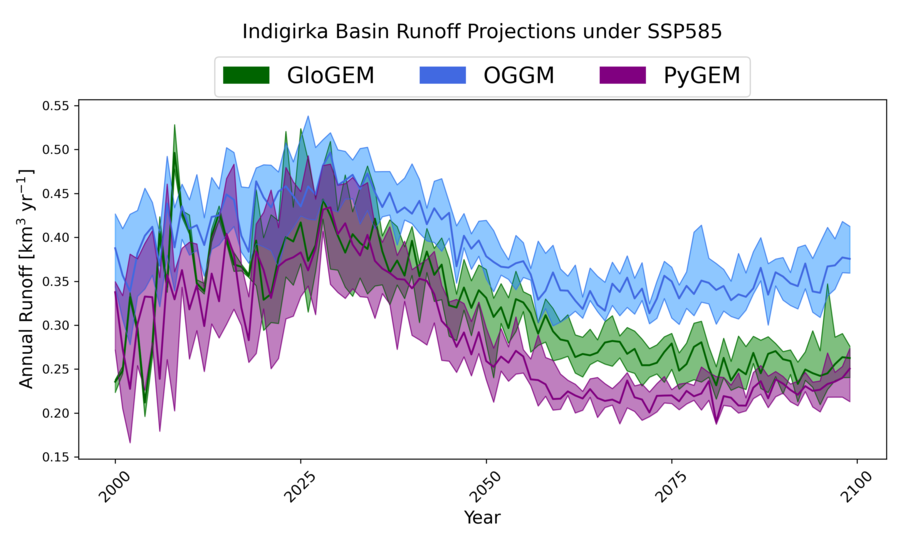 Indigirka Basin Runoff Projections under SSP585
GloGEM OGGM PyGEM
Annual Runoff [km³ yr⁻¹]
0.55
0.50
0.45
0.40
0.35
0.30
0.25
0.20
0.15
2000 2025 2050 2075 2100
Year